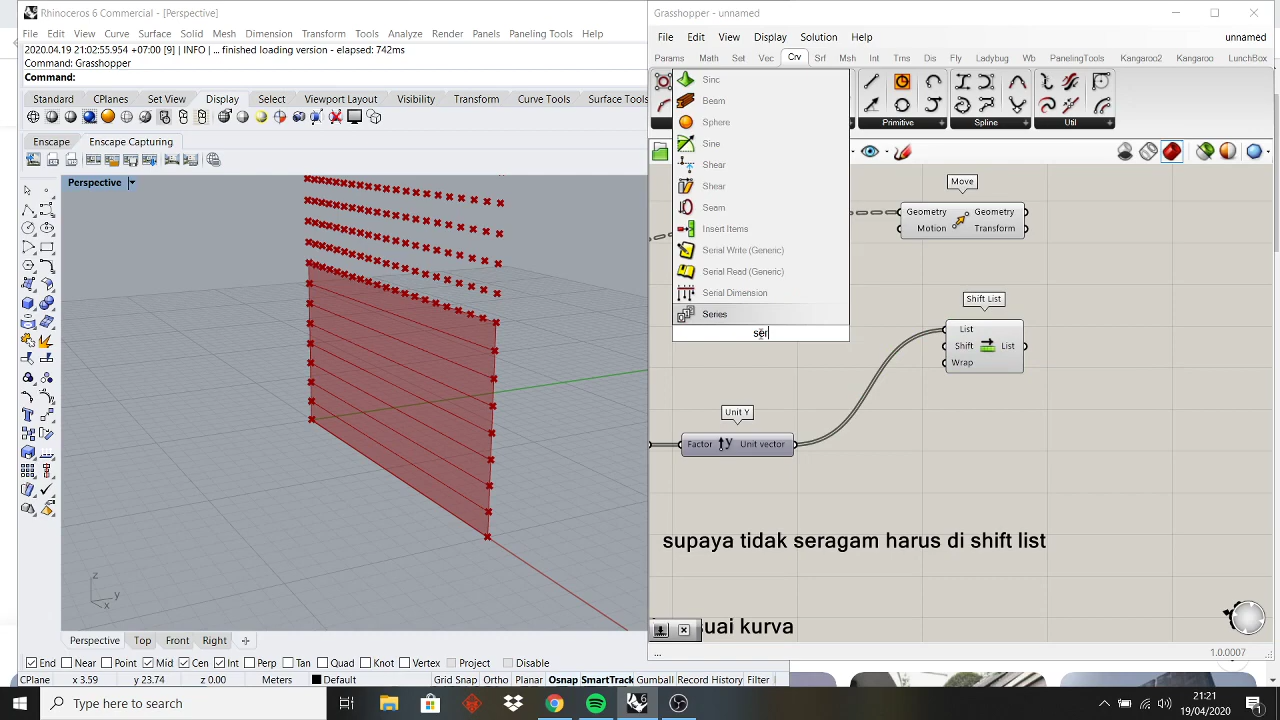 Rhinoceros 6 Commercial - [Perspective]
File Edit View Curve Surface Solid Mesh Dimension Transform Tools Analyze Render Panels Paneling Tools Help
2020.04.19 21:02:55.954 +07:00 [9] | INFO | ... finished loading version - elapsed: 742ms
Command: Grasshopper
Command:
Standard CPlanes Set View Display Select Viewport Layout Visibility Transform Curve Tools Surface Tools
Enscape Enscape Capturing
Perspective
z
y
x
Perspective Top Front Right
End Near Point Mid Cen Int Perp Tan Quad Knot Vertex Project Disable
CPlane x 3.59 y 23.74 z 0.00 Meters Default Grid Snap Ortho Planar Osnap SmartTrack Gumball Record History Filter
Grasshopper - unnamed
File Edit View Display Solution Help unnamed
Params Math Set Vec Crv Srf Msh Int Trns Dis Fly Ladybug Wb PanelingTools Kangaroo2 Kangaroo LunchBox
Primitive Spline Util
Sinc
Beam
Sphere
Sine
Shear
Shear
Seam
Insert Items
Serial Write (Generic)
Serial Read (Generic)
Serial Dimension
Series
ser
Move
Geometry Geometry
Motion Transform
Shift List
List
Shift List
Wrap
Unit Y
Factor y Unit vector
supaya tidak seragam harus di shift list
suai kurva
... 1.0.0007
Type here to search
21:21
19/04/2020